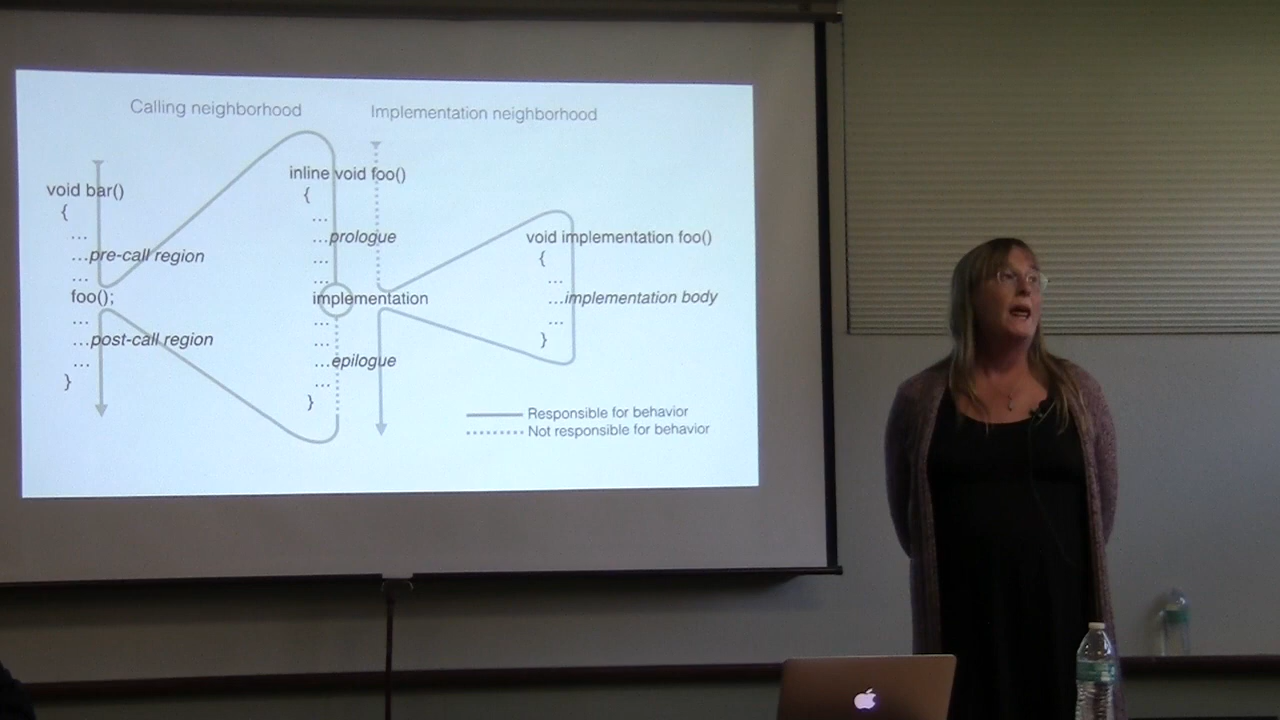 Calling neighborhood
Implementation neighborhood
void bar()
{
...
...pre-call region
...
foo();
...
...post-call region
...
}
inline void foo()
{
...
...prologue
...
...
implementation
...
...
...epilogue
...
}
void implementation foo()
{
...
...implementation body
...
}
Responsible for behavior
Not responsible for behavior